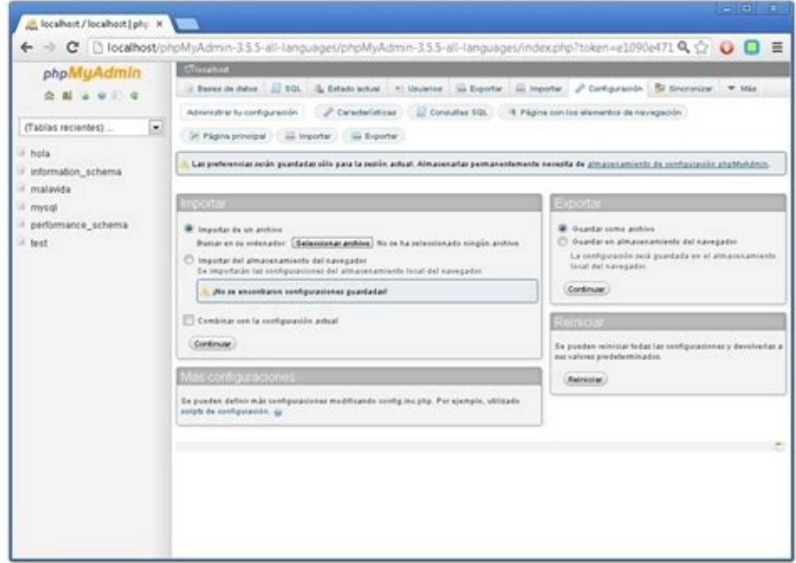 localhost / localhost | php
localhost/phpMyAdmin-3.5.5-all-languages/phpMyAdmin-3.5.5-all-languages/index.php?token=e1090e471
phpMyAdmin
(Tablas recientes) ...
hola
information_schema
malavida
mysql
performance_schema
test
localhost
Bases de datos SQL Estado actual Usuarios Exportar Importar Configuración Sincronizar Más
Administrar tu configuración Características Consultas SQL Página con los elementos de navegación
Página principal Importar Exportar
Las preferencias serán guardadas sólo para la sesión actual. Almacenarlas permanentemente necesita de almacenamiento de configuración phpMyAdmin.
Importar
Importar de un archivo
Buscar en su ordenador: Seleccionar archivo No se ha seleccionado ningún archivo
Importar del almacenamiento del navegador
Se importarán las configuraciones del almacenamiento local del navegador.
¡No se encontraron configuraciones guardadas!
Combinar con la configuración actual
Continuar
Más configuraciones
Se pueden definir más configuraciones modificando config.inc.php. Por ejemplo, utilizado
scripts de configuración.
Exportar
Guardar como archivo
Guardar en almacenamiento del navegador
La configuración será guardada en el almacenamiento
local del navegador.
Continuar
Reiniciar
Se pueden reiniciar todas las configuraciones y devolverlas a
sus valores predeterminados.
Reiniciar